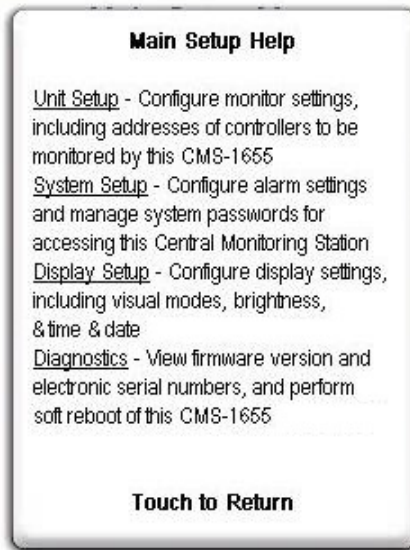 Main Setup Help
Unit Setup - Configure monitor settings,
including addresses of controllers to be
monitored by this CMS-1655
System Setup - Configure alarm settings
and manage system passwords for
accessing this Central Monitoring Station
Display Setup - Configure display settings,
including visual modes, brightness,
& time & date
Diagnostics - View firmware version and
electronic serial numbers, and perform
soft reboot of this CMS-1655
Touch to Return